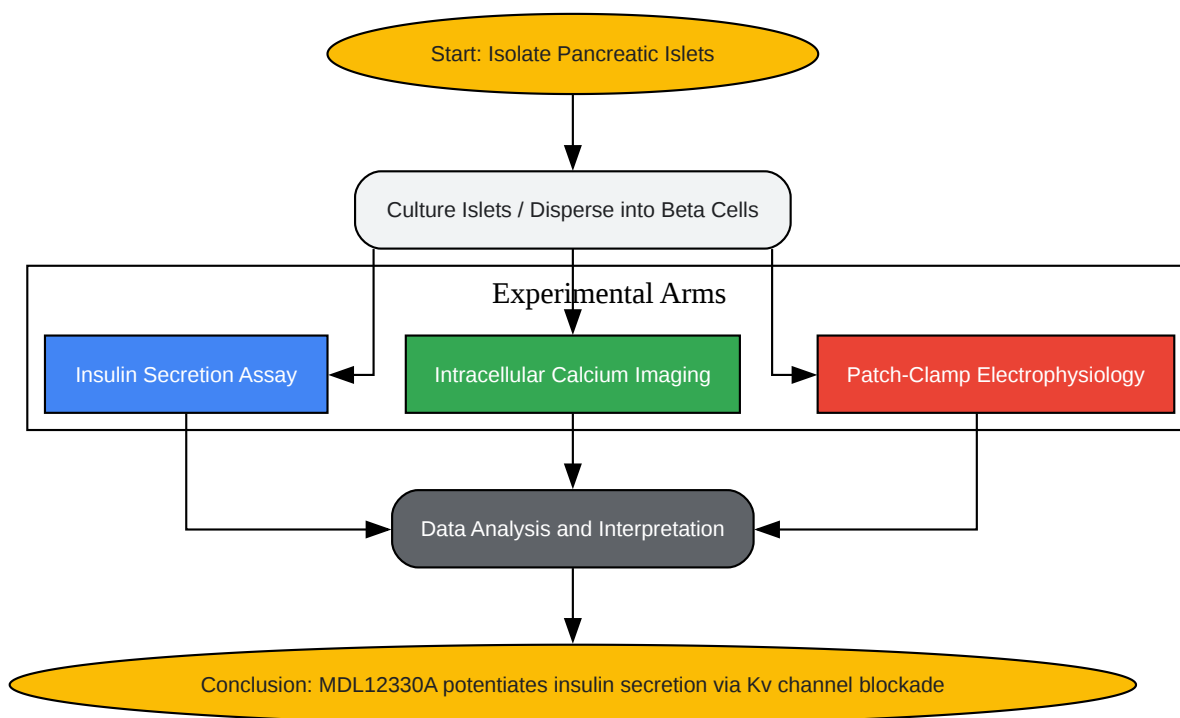 Start: Isolate Pancreatic Islets
Culture Islets / Disperse into Beta Cells
Experimental Arms
Insulin Secretion Assay
Intracellular Calcium Imaging
Patch-Clamp Electrophysiology
Data Analysis and Interpretation
Conclusion: MDL12330A potentiates insulin secretion via Kv channel blockade